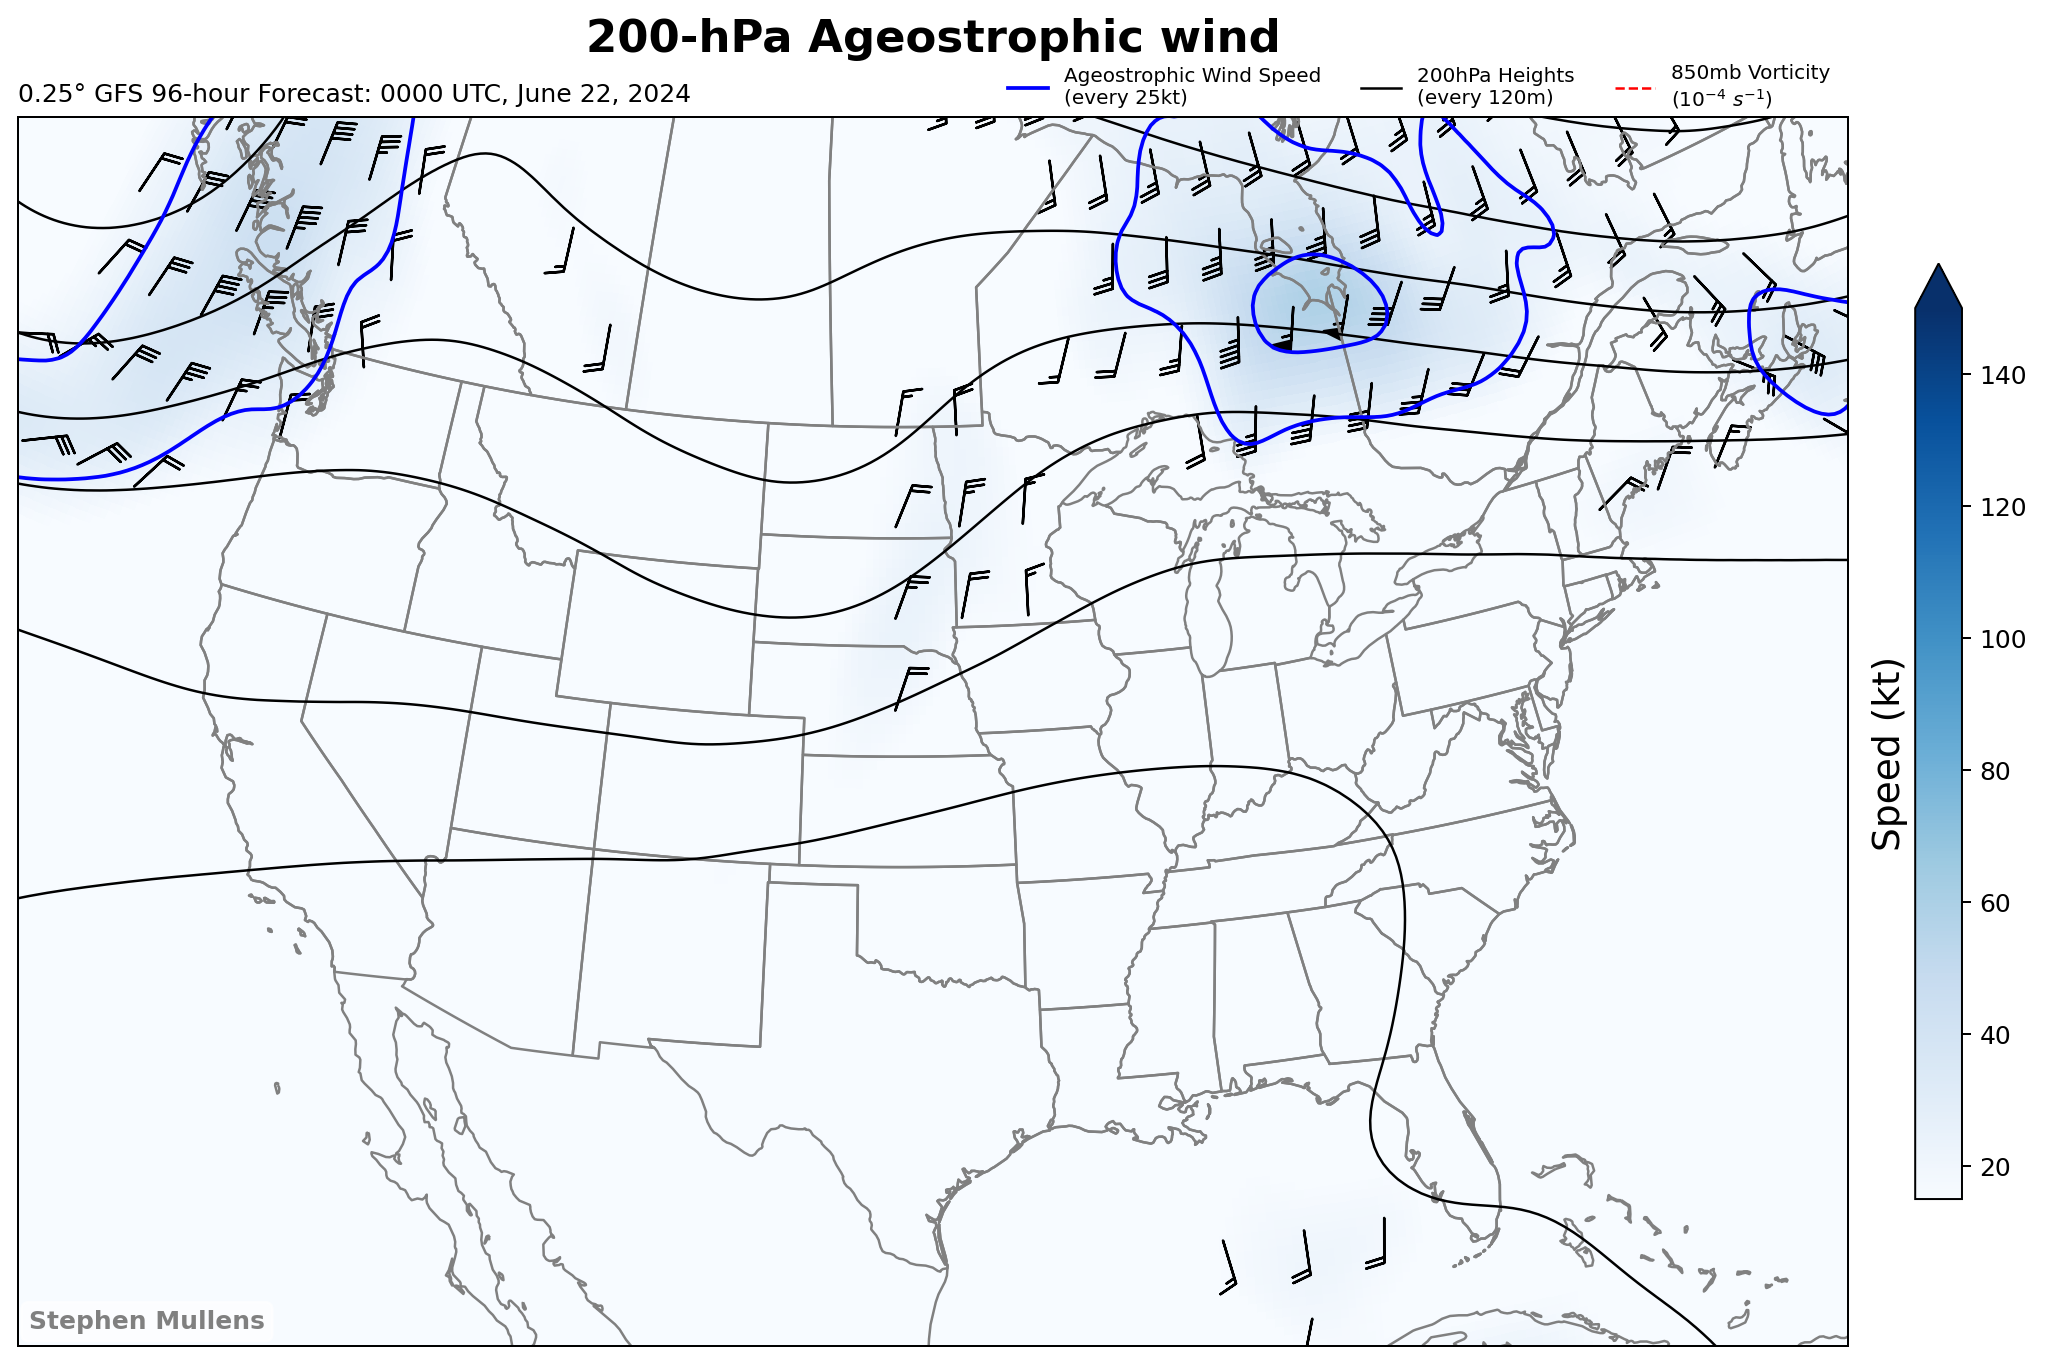 200-hPa Ageostrophic wind
0.25° GFS 96-hour Forecast: 0000 UTC, June 22, 2024
Ageostrophic Wind Speed
(every 25kt)
200hPa Heights
(every 120m)
850mb Vorticity
(10⁻⁴ s⁻¹)
140
120
100
80
60
40
20
Speed (kt)
Stephen Mullens